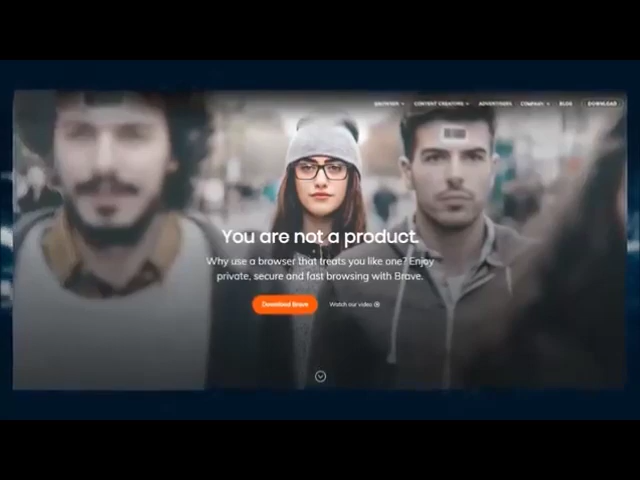 BROWSER CONTENT CREATORS ADVERTISERS COMPANY BLOG DOWNLOAD
You are not a product.
Why use a browser that treats you like one? Enjoy
private, secure and fast browsing with Brave.
Download Brave Watch our video